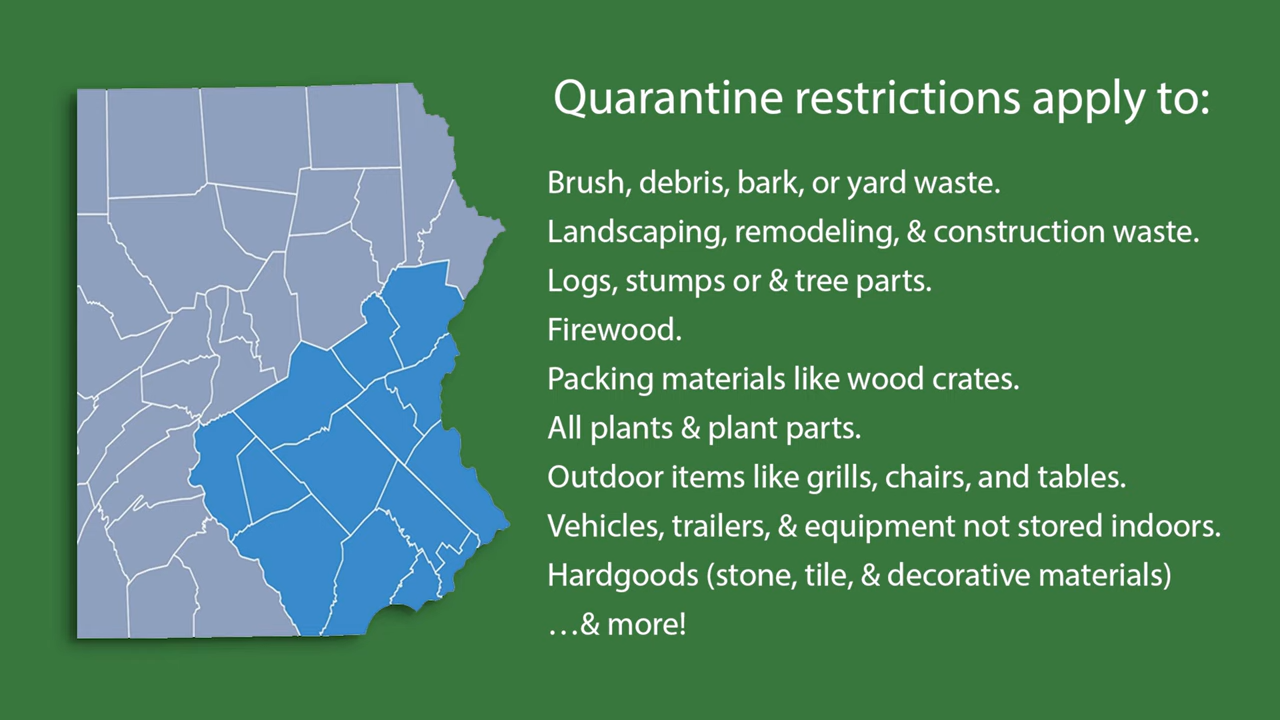 Quarantine restrictions apply to:
Brush, debris, bark, or yard waste.
Landscaping, remodeling, & construction waste.
Logs, stumps or & tree parts.
Firewood.
Packing materials like wood crates.
All plants & plant parts.
Outdoor items like grills, chairs, and tables.
Vehicles, trailers, & equipment not stored indoors.
Hardgoods (stone, tile, & decorative materials)
…& more!